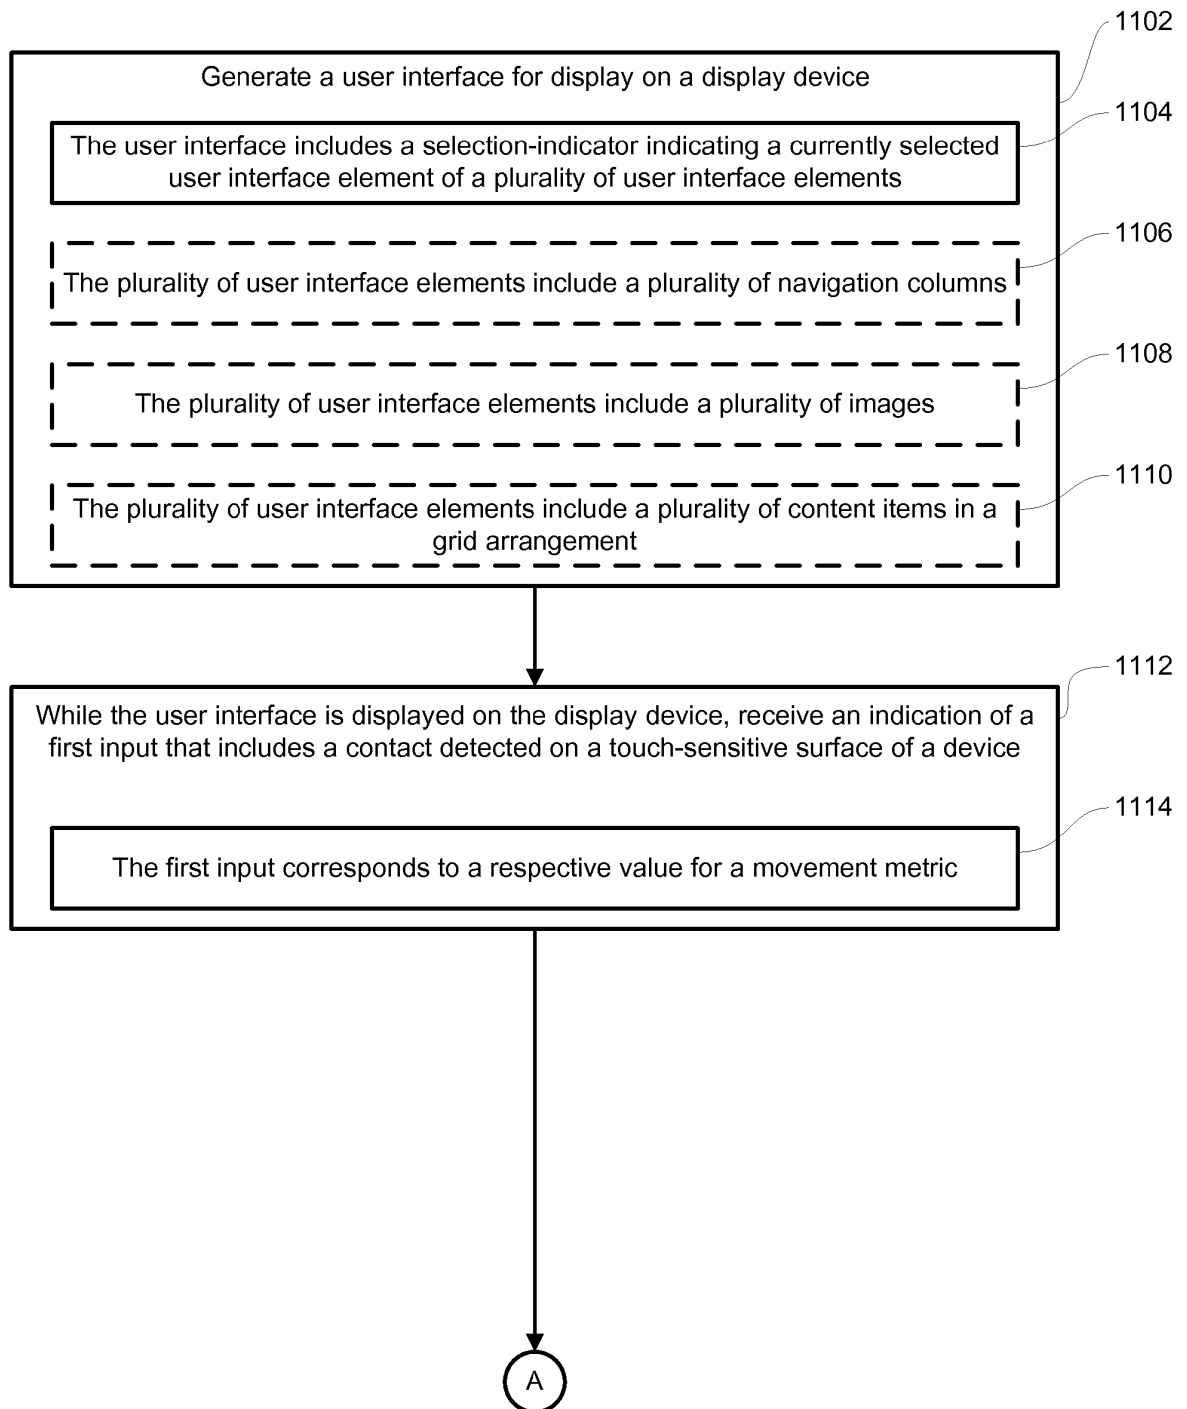 1102
Generate a user interface for display on a display device
1104
The user interface includes a selection-indicator indicating a currently selected
user interface element of a plurality of user interface elements
1106
The plurality of user interface elements include a plurality of navigation columns
1108
The plurality of user interface elements include a plurality of images
1110
The plurality of user interface elements include a plurality of content items in a
grid arrangement
1112
While the user interface is displayed on the display device, receive an indication of a
first input that includes a contact detected on a touch-sensitive surface of a device
1114
The first input corresponds to a respective value for a movement metric
A